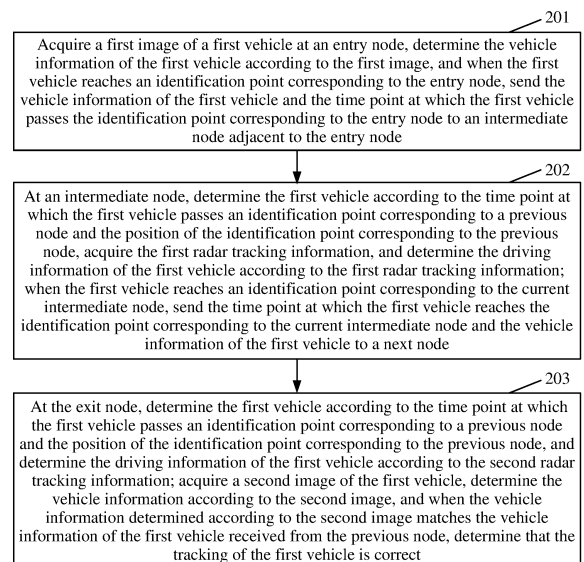 201
Acquire a first image of a first vehicle at an entry node, determine the vehicle
information of the first vehicle according to the first image, and when the first
vehicle reaches an identification point corresponding to the entry node, send the
vehicle information of the first vehicle and the time point at which the first vehicle
passes the identification point corresponding to the entry node to an intermediate
node adjacent to the entry node
202
At an intermediate node, determine the first vehicle according to the time point at
which the first vehicle passes an identification point corresponding to a previous
node and the position of the identification point corresponding to the previous
node, acquire the first radar tracking information, and determine the driving
information of the first vehicle according to the first radar tracking information;
when the first vehicle reaches an identification point corresponding to the current
intermediate node, send the time point at which the first vehicle reaches the
identification point corresponding to the current intermediate node and the vehicle
information of the first vehicle to a next node
203
At the exit node, determine the first vehicle according to the time point at which
the first vehicle passes an identification point corresponding to a previous node
and the position of the identification point corresponding to the previous node, and
determine the driving information of the first vehicle according to the second radar
tracking information; acquire a second image of the first vehicle, determine the
vehicle information according to the second image, and when the vehicle
information determined according to the second image matches the vehicle
information of the first vehicle received from the previous node, determine that the
tracking of the first vehicle is correct